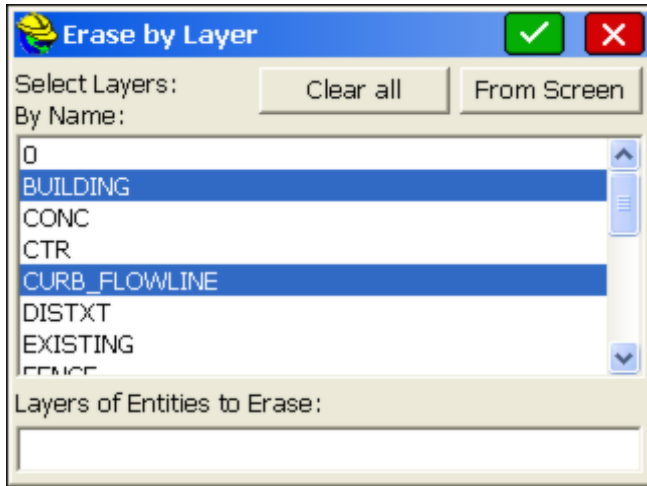 Erase by Layer
Select Layers:
Clear all
From Screen
By Name:
0
BUILDING
CONC
CTR
CURB_FLOWLINE
DISTXT
EXISTING
FENCE
Layers of Entities to Erase: